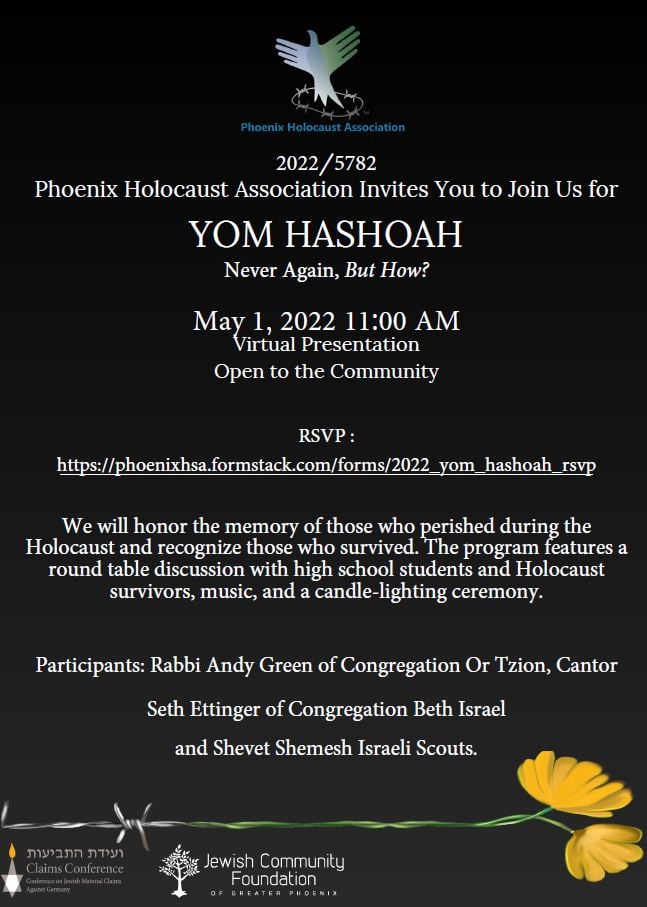 Phoenix Holocaust Association
2022/5782
Phoenix Holocaust Association Invites You to Join Us for
YOM HASHOAH
Never Again, But How?
May 1, 2022 11:00 AM
Virtual Presentation
Open to the Community
RSVP :
https://phoenixhsa.formstack.com/forms/2022_yom_hashoah_rsvp
We will honor the memory of those who perished during the
Holocaust and recognize those who survived. The program features a
round table discussion with high school students and Holocaust
survivors, music, and a candle-lighting ceremony.
Participants: Rabbi Andy Green of Congregation Or Tzion, Cantor
Seth Ettinger of Congregation Beth Israel
and Shevet Shemesh Israeli Scouts.
ועידת התביעות
Claims Conference
Conference on Jewish Material Claims
Against Germany
Jewish Community
Foundation
OF GREATER PHOENIX